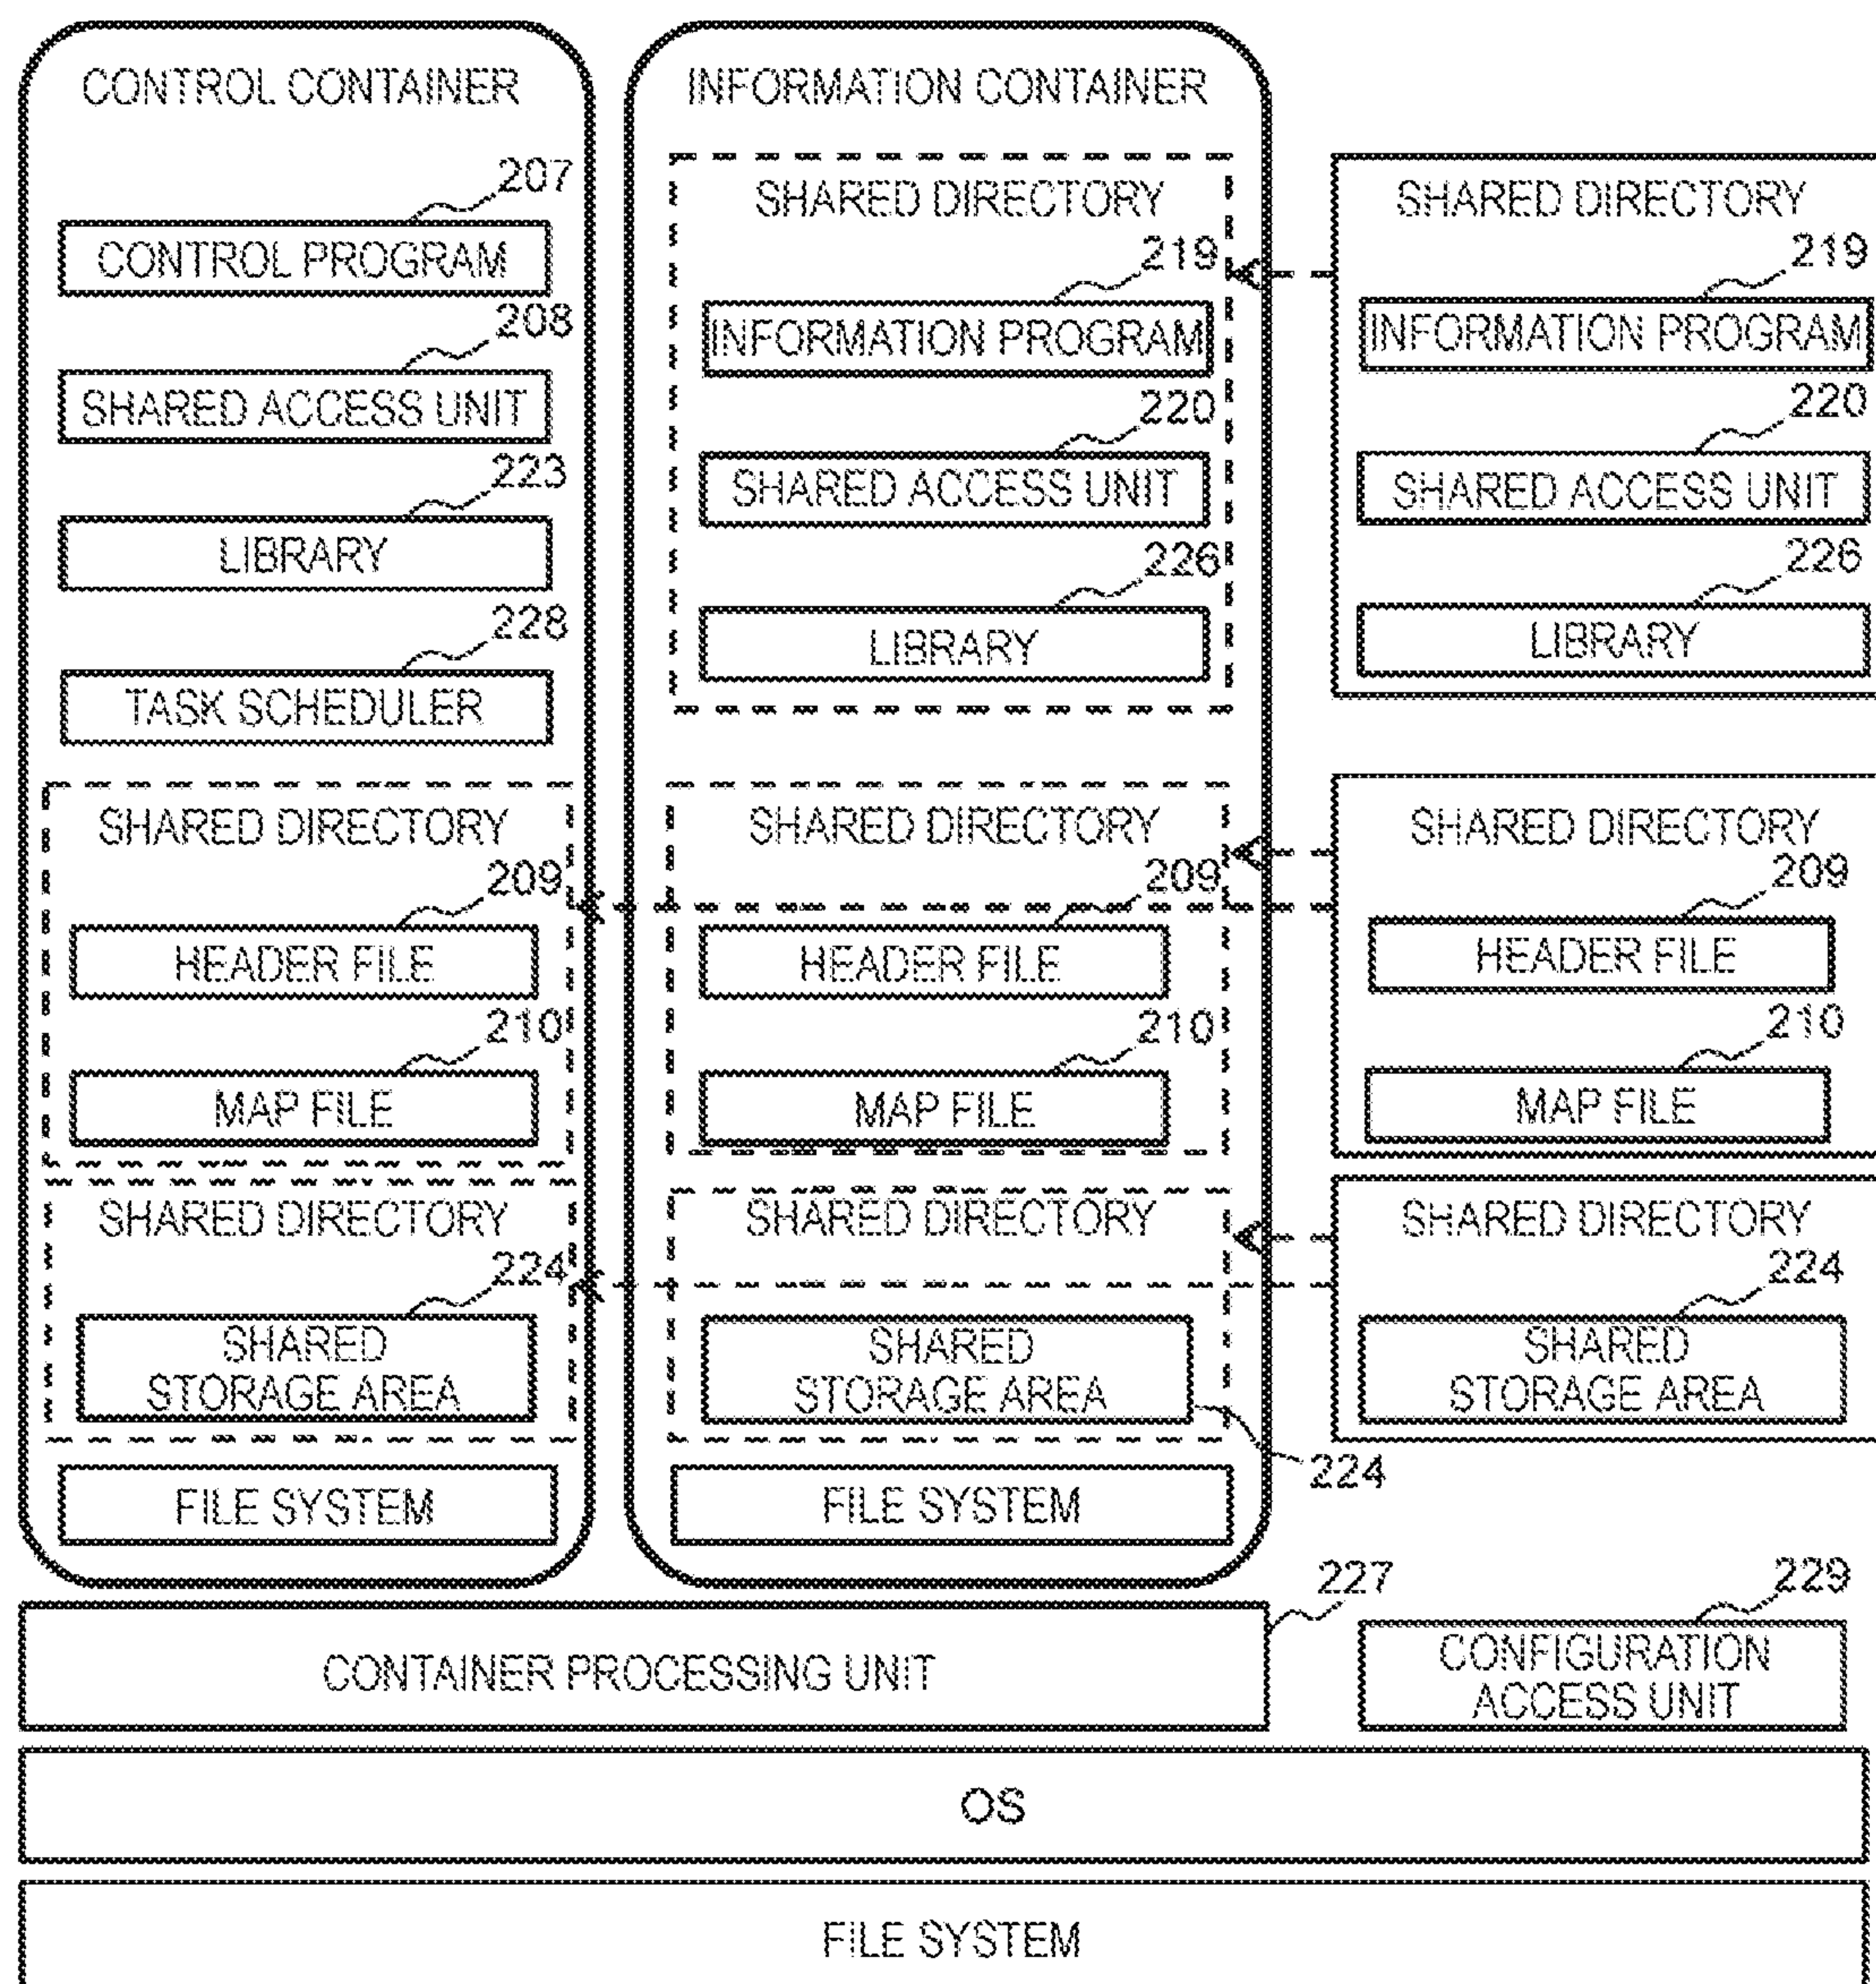 CONTROL CONTAINER
207
CONTROL PROGRAM
208
SHARED ACCESS UNIT
223
LIBRARY
228
TASK SCHEDULER
SHARED DIRECTORY
209
HEADER FILE
210
MAP FILE
SHARED DIRECTORY
224
SHARED
STORAGE AREA
FILE SYSTEM
INFORMATION CONTAINER
SHARED DIRECTORY
219
INFORMATION PROGRAM
220
SHARED ACCESS UNIT
226
LIBRARY
SHARED DIRECTORY
209
HEADER FILE
210
MAP FILE
SHARED DIRECTORY
SHARED
STORAGE AREA
224
FILE SYSTEM
SHARED DIRECTORY
219
INFORMATION PROGRAM
220
SHARED ACCESS UNIT
226
LIBRARY
SHARED DIRECTORY
209
HEADER FILE
210
MAP FILE
SHARED DIRECTORY
224
SHARED
STORAGE AREA
227
CONTAINER PROCESSING UNIT
229
CONFIGURATION
ACCESS UNIT
OS
FILE SYSTEM